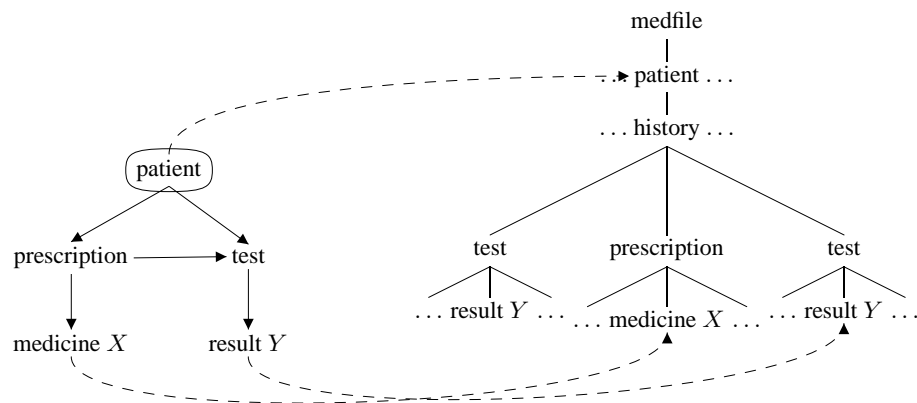 medfile
… patient …
… history …
patient
test prescription test
prescription test
… result Y … medicine X … result Y …
medicine X result Y